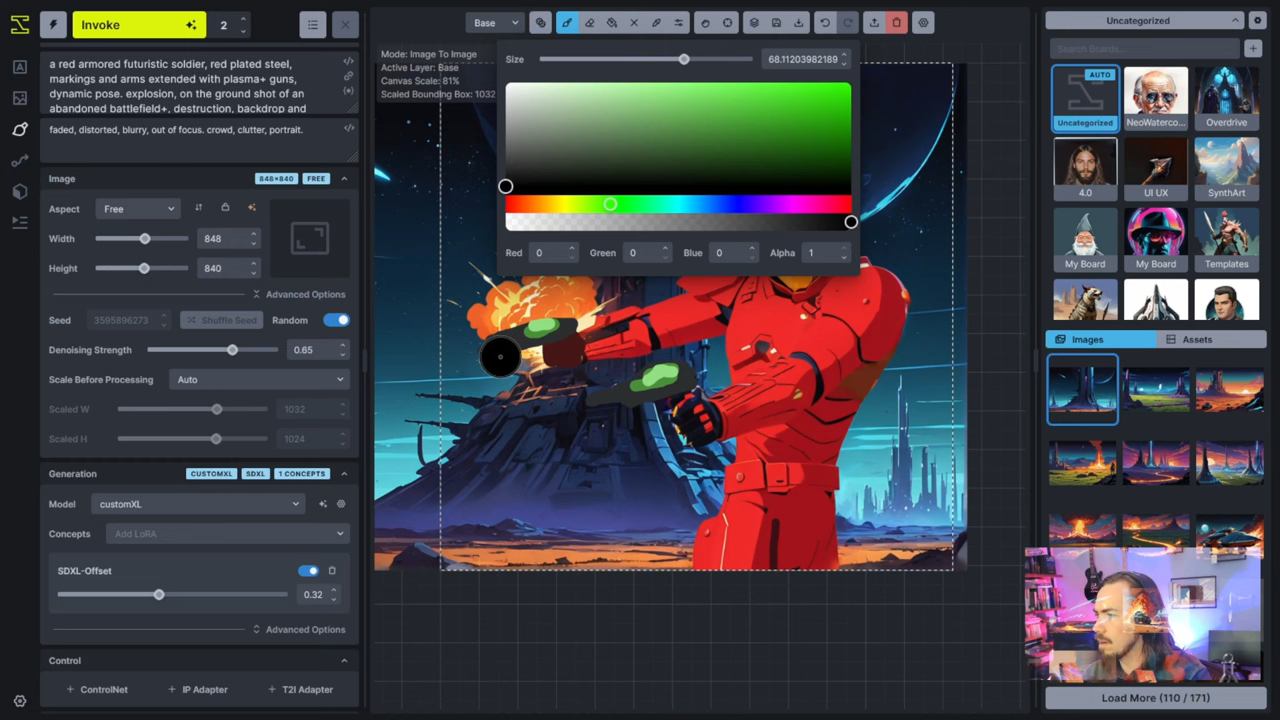 Invoke
2
Base
a red armored futuristic soldier, red plated steel,
markings and arms extended with plasma+ guns,
dynamic pose. explosion, on the ground shot of an
abandoned battlefield+. destruction. backdrop and
faded, distorted, blurry, out of focus. crowd, clutter, portrait.
Image
848×840
FREE
Aspect
Free
Width
848
Height
840
Advanced Options
Seed
3595896273
Shuffle Seed
Random
Denoising Strength
0.65
Scale Before Processing
Auto
Scaled W
1032
Scaled H
1024
Generation
CUSTOMXL
SDXL
1 CONCEPTS
Model
customXL
Concepts
Add LoRA
SDXL-Offset
0.32
Advanced Options
Control
+ ControlNet
+ IP Adapter
+ T2I Adapter
Mode: Image To Image
Active Layer: Base
Canvas Scale: 81%
Scaled Bounding Box: 1032
Size
68.11203982189
Red
0
Green
0
Blue
0
Alpha
1
Uncategorized
Search Boards...
AUTO
Uncategorized
NeoWaterco...
Overdrive
4.0
UI UX
SynthArt
My Board
My Board
Templates
Images
Assets
Load More (110 / 171)